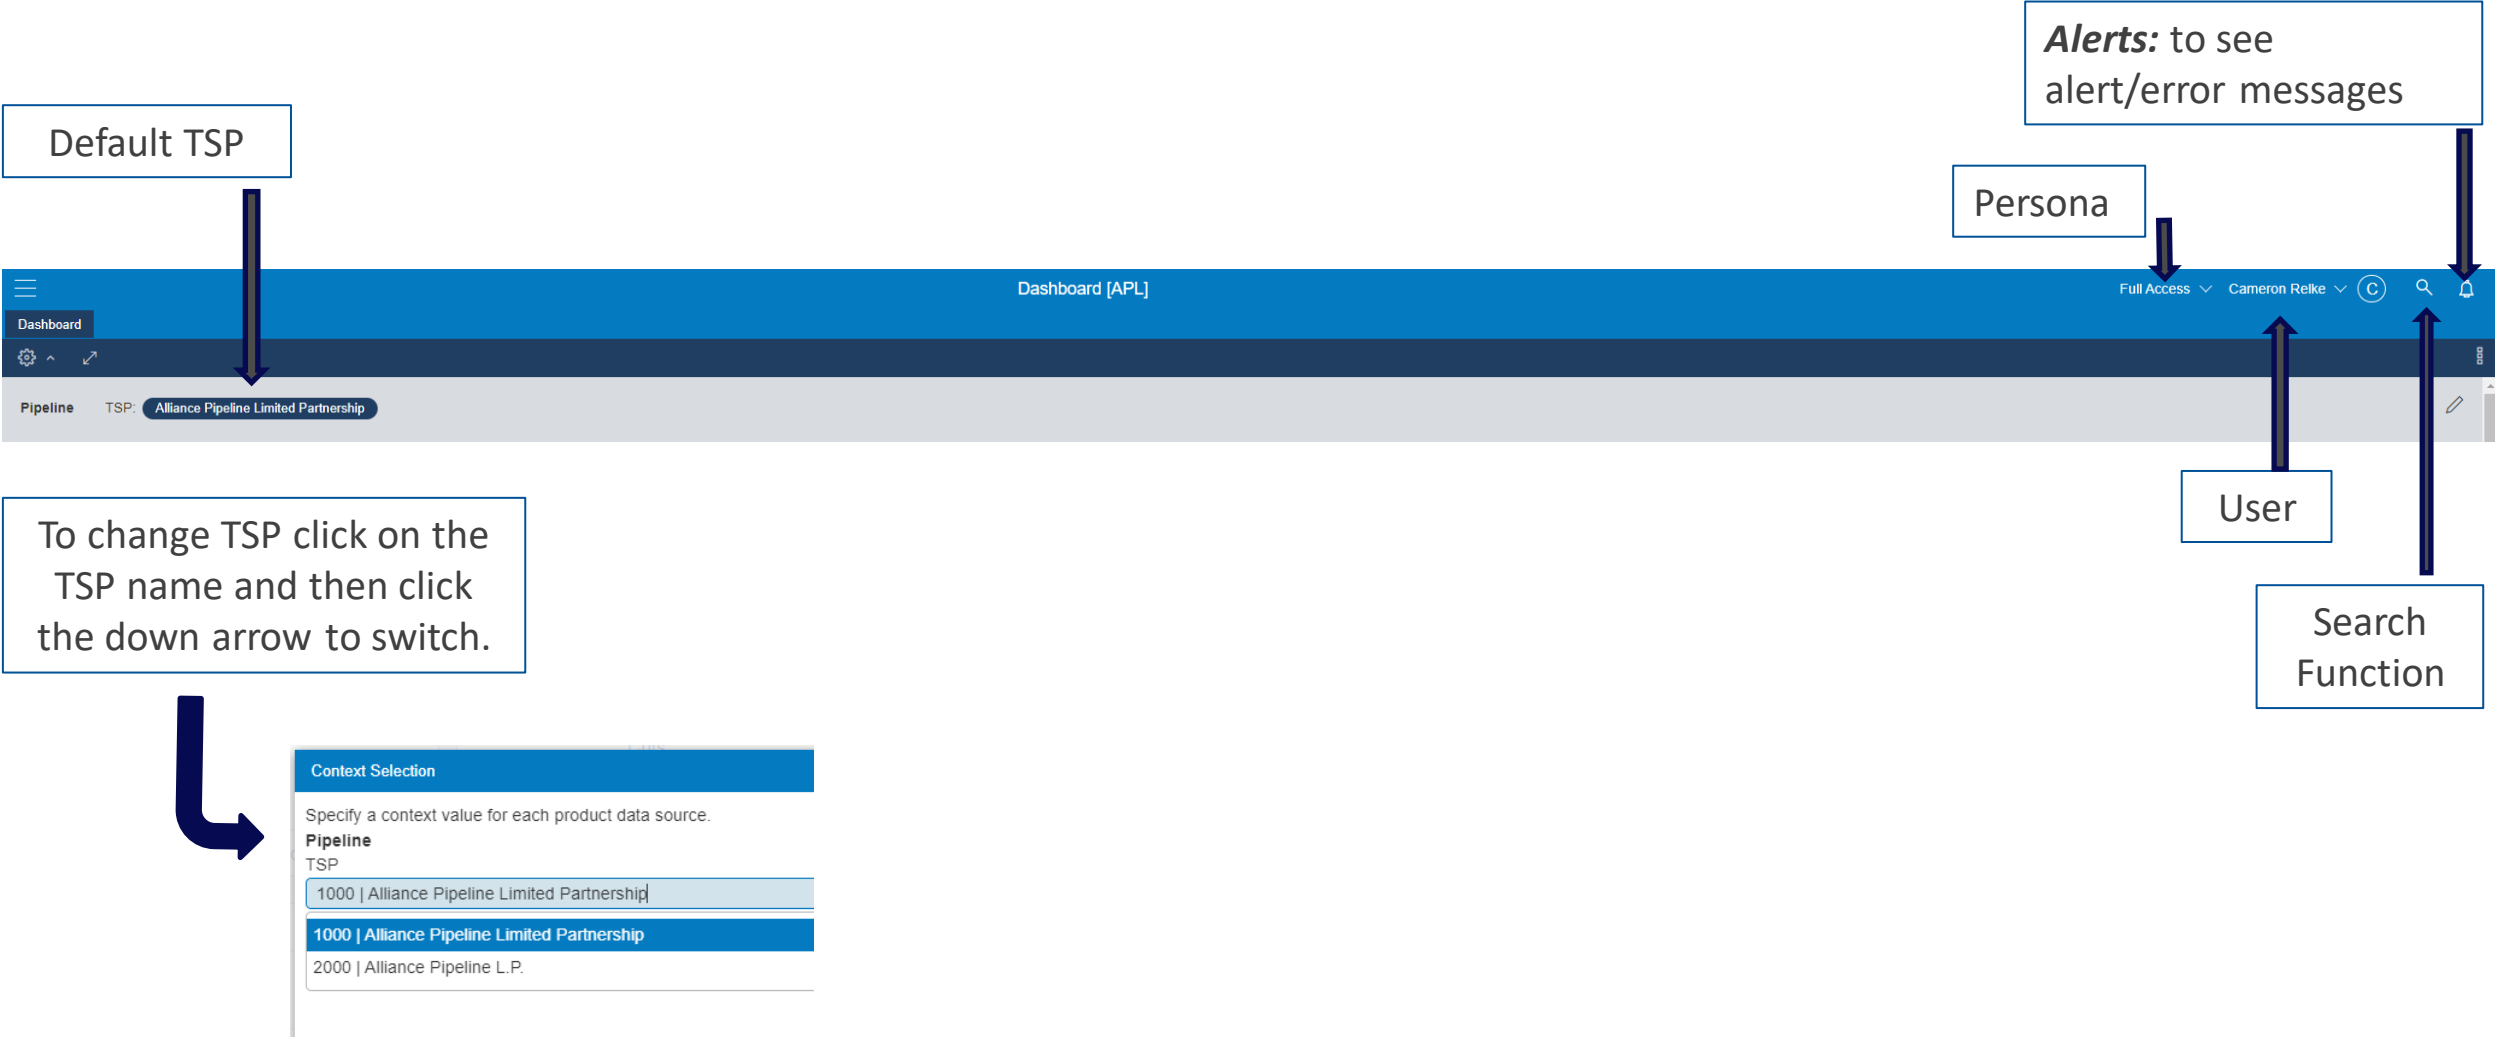 Alerts: to see
alert/error messages
Default TSP
Persona
Dashboard [APL]
Full Access
Cameron Relke
C
Dashboard
Pipeline TSP: Alliance Pipeline Limited Partnership
User
To change TSP click on the
TSP name and then click
the down arrow to switch.
Search
Function
Context Selection
Specify a context value for each product data source.
Pipeline
TSP
1000 | Alliance Pipeline Limited Partnership
1000 | Alliance Pipeline Limited Partnership
2000 | Alliance Pipeline L.P.